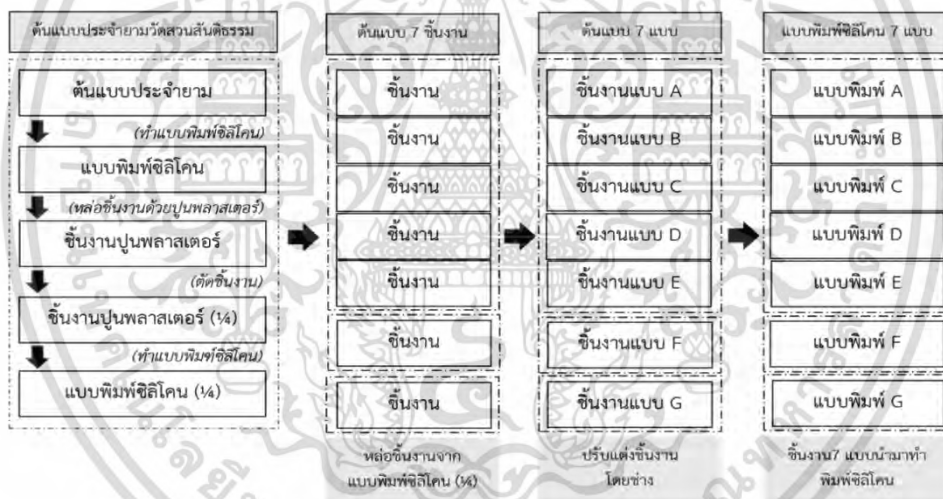 ต้นแบบประจำยามวัดสวนสันติธรรม
ต้นแบบประจำยาม
(ทำแบบพิมพ์ซิลิโคน)
แบบพิมพ์ซิลิโคน
(หล่อชิ้นงานด้วยปูนพลาสเตอร์)
ชิ้นงานปูนพลาสเตอร์
(ตัดชิ้นงาน)
ชิ้นงานปูนพลาสเตอร์ (¼)
(ทำแบบพิมพ์ซิลิโคน)
แบบพิมพ์ซิลิโคน (¼)
ต้นแบบ 7 ชิ้นงาน
ชิ้นงาน
ชิ้นงาน
ชิ้นงาน
ชิ้นงาน
ชิ้นงาน
ชิ้นงาน
ชิ้นงาน
หล่อชิ้นงานจาก
แบบพิมพ์ซิลิโคน (¼)
ต้นแบบ 7 แบบ
ชิ้นงานแบบ A
ชิ้นงานแบบ B
ชิ้นงานแบบ C
ชิ้นงานแบบ D
ชิ้นงานแบบ E
ชิ้นงานแบบ F
ชิ้นงานแบบ G
ปรับแต่งชิ้นงาน
โดยช่าง
แบบพิมพ์ซิลิโคน 7 แบบ
แบบพิมพ์ A
แบบพิมพ์ B
แบบพิมพ์ C
แบบพิมพ์ D
แบบพิมพ์ E
แบบพิมพ์ F
แบบพิมพ์ G
ชิ้นงาน7 แบบนำมาทำ
พิมพ์ซิลิโคน